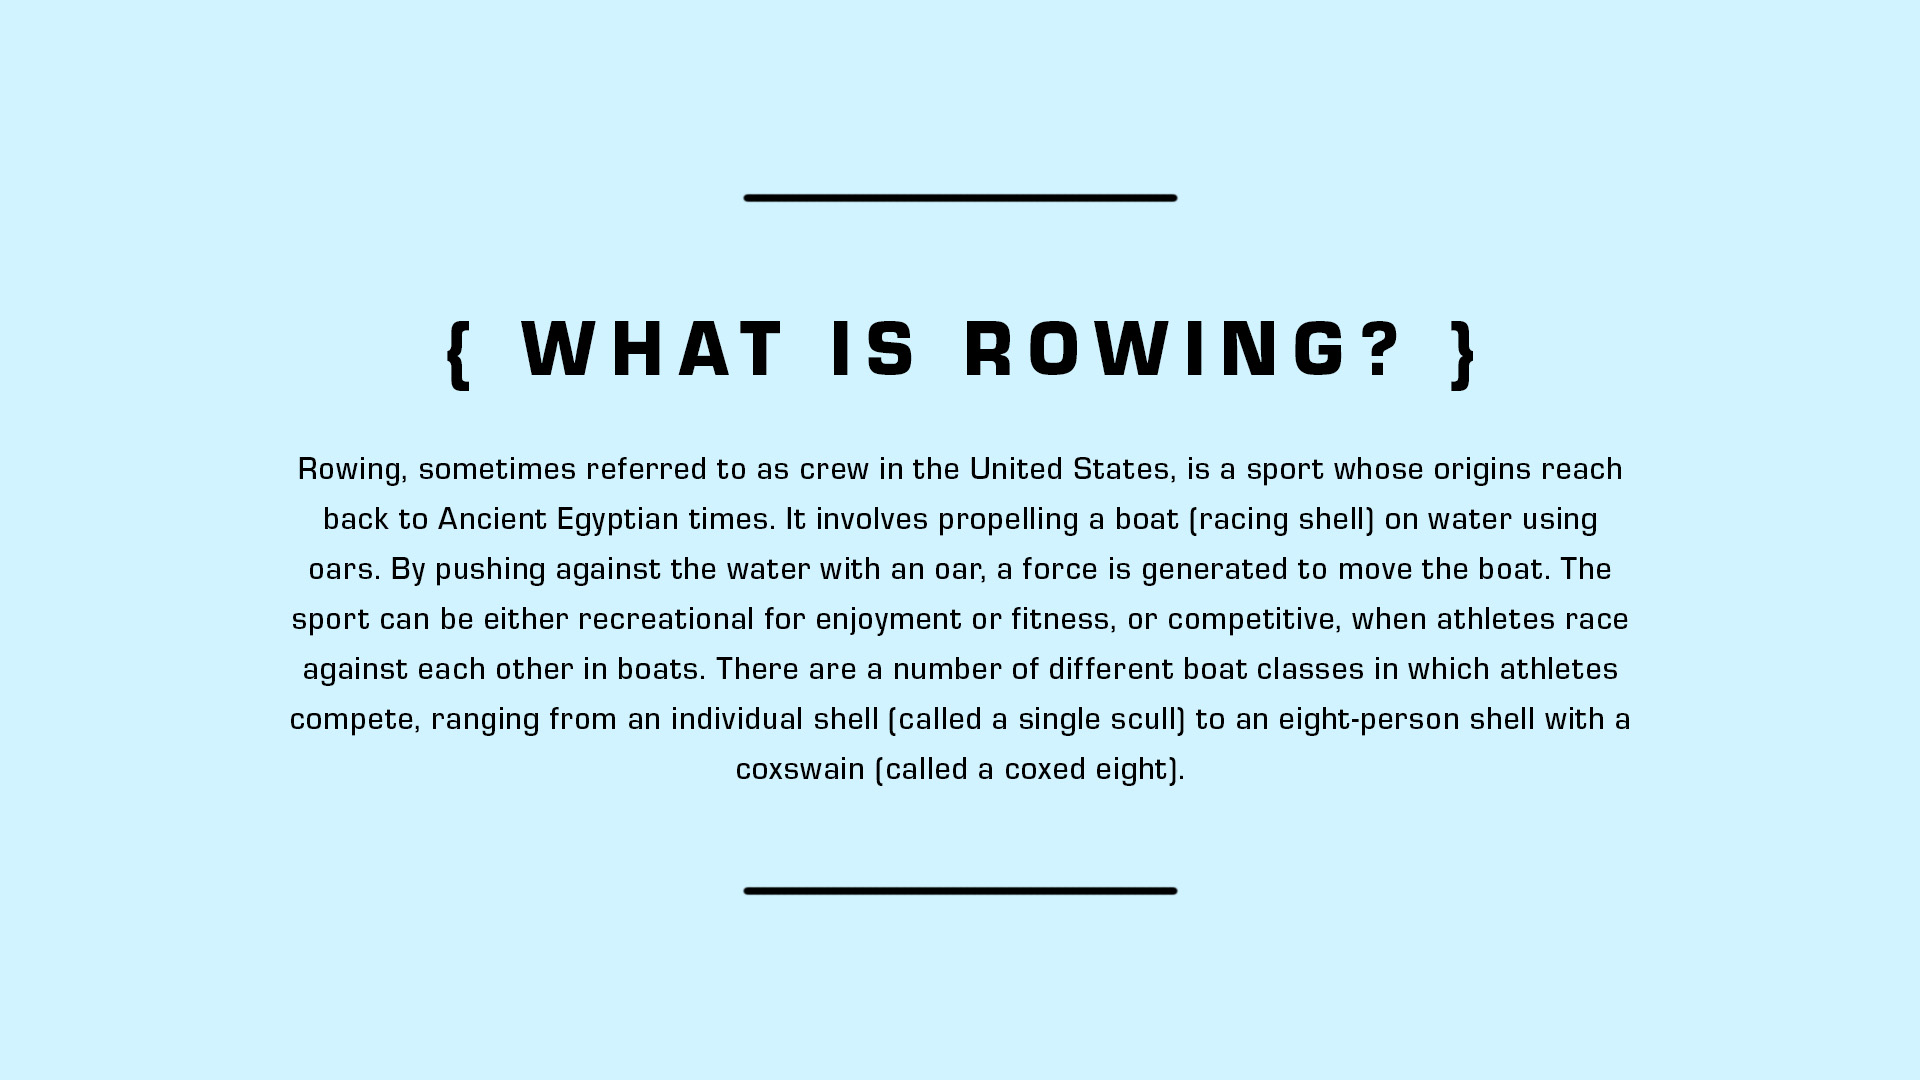 { WHAT IS ROWING? }
Rowing, sometimes referred to as crew in the United States, is a sport whose origins reach
back to Ancient Egyptian times. It involves propelling a boat (racing shell) on water using
oars. By pushing against the water with an oar, a force is generated to move the boat. The
sport can be either recreational for enjoyment or fitness, or competitive, when athletes race
against each other in boats. There are a number of different boat classes in which athletes
compete, ranging from an individual shell (called a single scull) to an eight-person shell with a
coxswain (called a coxed eight).